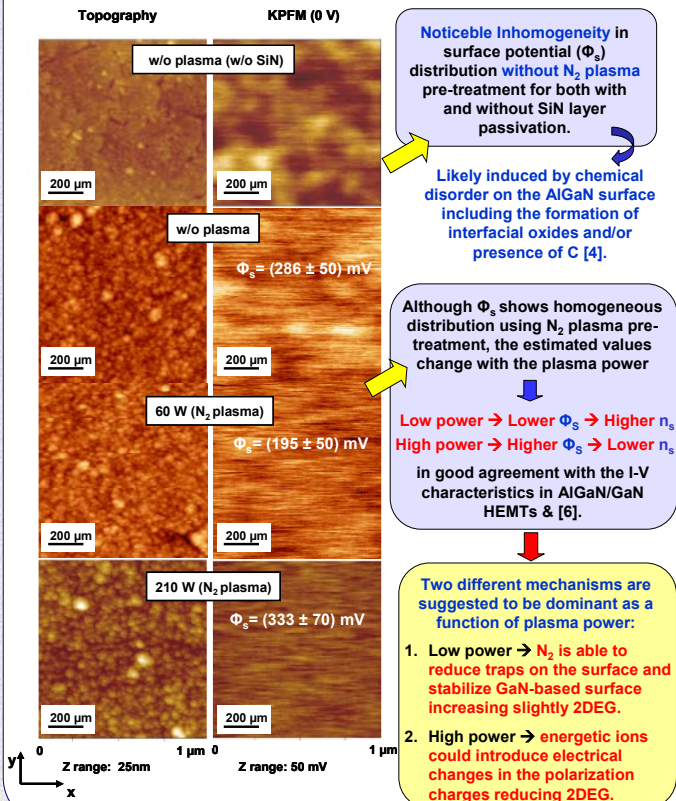 Topography
KPFM (0 V)
w/o plasma (w/o SiN)
200 µm
200 µm
w/o plasma
Φs= (286 ± 50) mV
200 µm
200 µm
60 W (N2 plasma)
Φs= (195 ± 50) mV
200 µm
200 µm
210 W (N2 plasma)
Φs= (333 ± 70) mV
200 µm
200 µm
0
1 µm
0
1 µm
Z range: 25nm
Z range: 50 mV
y
x
Noticeble Inhomogeneity in
surface potential (Φs)
distribution without N2 plasma
pre-treatment for both with
and without SiN layer
passivation.
Likely induced by chemical
disorder on the AlGaN surface
including the formation of
interfacial oxides and/or
presence of C [4].
Although Φs shows homogeneous
distribution using N2 plasma pre-
treatment, the estimated values
change with the plasma power
Low power → Lower ΦS → Higher ns
High power → Higher ΦS → Lower ns
in good agreement with the I-V
characteristics in AlGaN/GaN
HEMTs & [6].
Two different mechanisms are
suggested to be dominant as a
function of plasma power:
1. Low power → N2 is able to
reduce traps on the surface and
stabilize GaN-based surface
increasing slightly 2DEG.
2. High power → energetic ions
could introduce electrical
changes in the polarization
charges reducing 2DEG.